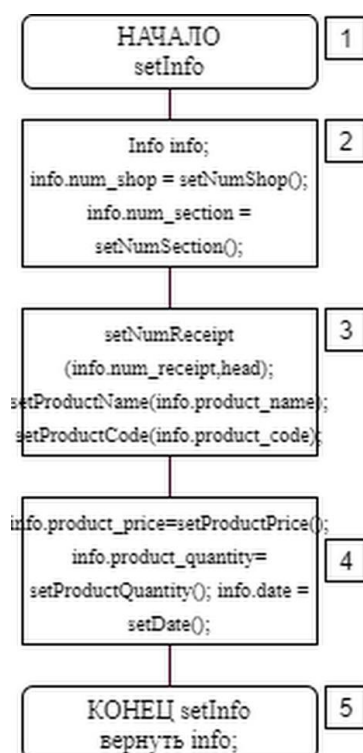 НАЧАЛО
setInfo
1
Info info;
info.num_shop = setNumShop();
info.num_section =
setNumSection();
2
setNumReceipt
(info.num_receipt,head);
setProductName(info.product_name);
setProductCode(info.product_code);
3
info.product_price=setProductPrice();
info.product_quantity=
setProductQuantity(); info.date =
setDate();
4
КОНЕЦ setInfo
вернуть info;
5